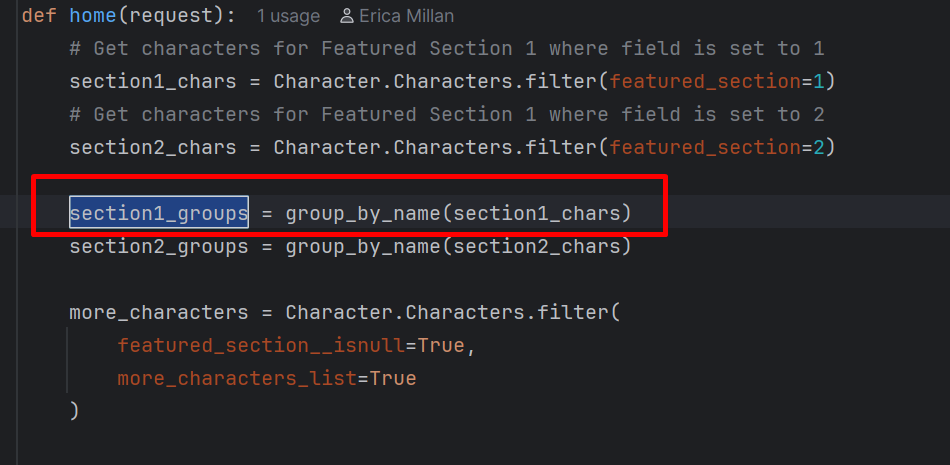 def home(request): 1 usage Erica Millan
# Get characters for Featured Section 1 where field is set to 1
section1_chars = Character.Characters.filter(featured_section=1)
# Get characters for Featured Section 1 where field is set to 2
section2_chars = Character.Characters.filter(featured_section=2)
section1_groups = group_by_name(section1_chars)
section2_groups = group_by_name(section2_chars)
more_characters = Character.Characters.filter(
featured_section__isnull=True,
more_characters_list=True
)